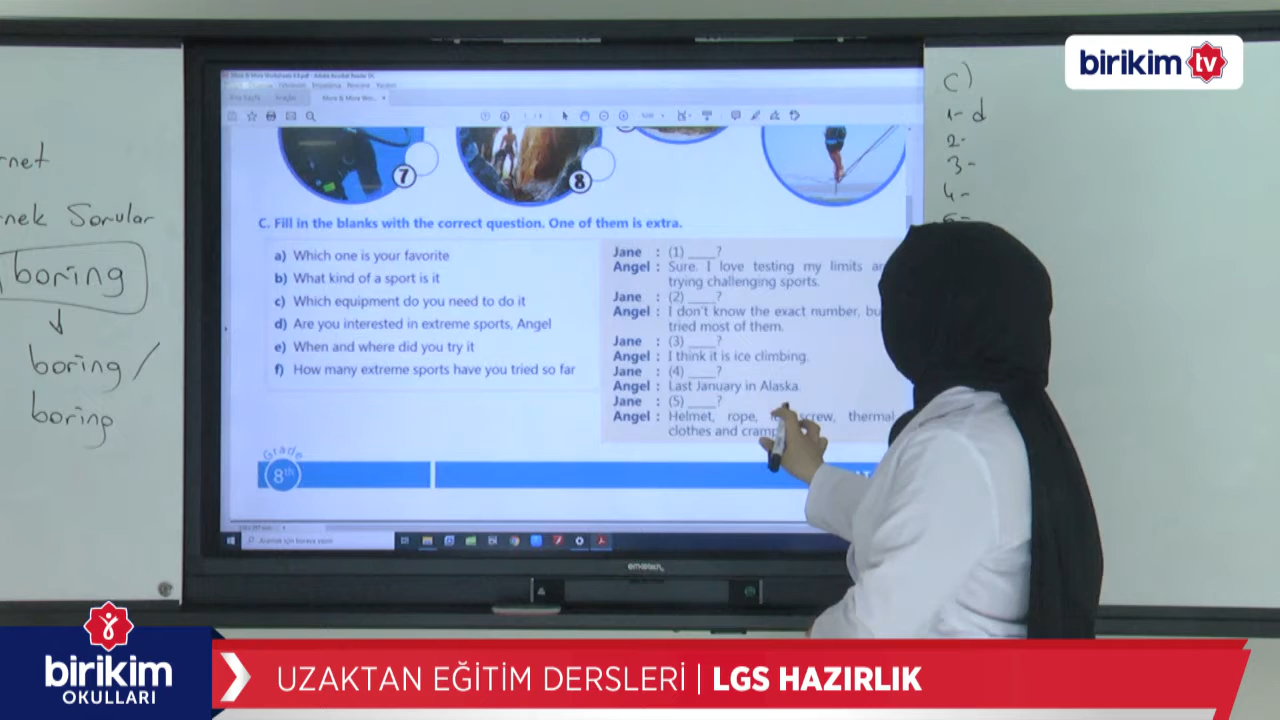 birikim tv
rnet
nek Sorular
boring
boring/
boring
C)
1- d
2-
3-
4-
5-
7
8
C. Fill in the blanks with the correct question. One of them is extra.
a) Which one is your favorite
b) What kind of a sport is it
c) Which equipment do you need to do it
d) Are you interested in extreme sports, Angel
e) When and where did you try it
f) How many extreme sports have you tried so far
Jane : (1) ____?
Angel : Sure. I love testing my limits
trying challenging sports.
Jane : (2) ____?
Angel : I don't know the exact number,
tried most of them.
Jane : (3) ____?
Angel : I think it is ice climbing.
Jane : (4) ____?
Angel : Last January in Alaska.
Jane : (5) ____?
Angel : Helmet, rope, screw, thermal
clothes and
Grade
8th
birikim
OKULLARI
UZAKTAN EĞİTİM DERSLERİ | LGS HAZIRLIK